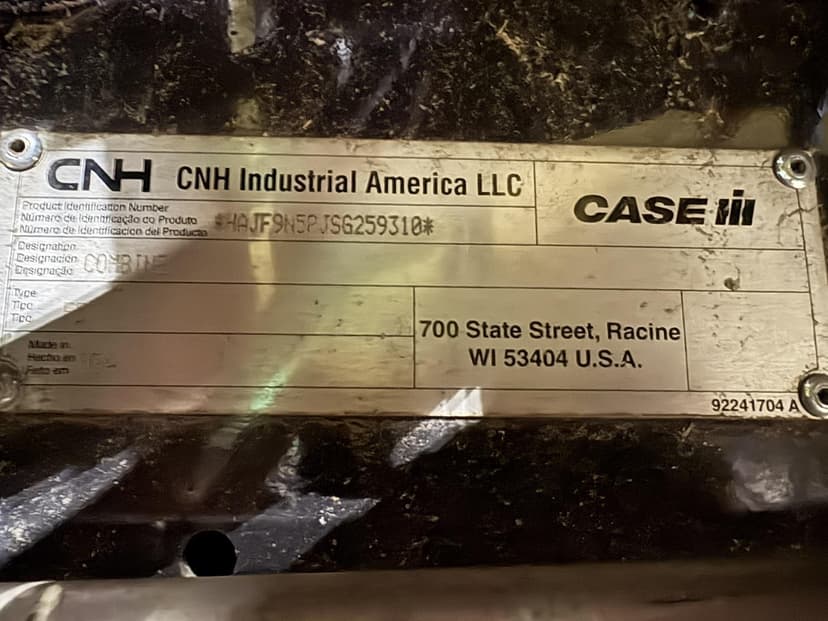 CNH CNH Industrial America LLC
CASE IH
Product Identification Number
Número de Identificação do Produto
Número de Identificación del Producto
Designation
Designación
Designação
COMBINE
Type
Tipo
Tipo
Made in
Hecho en
Feito em
700 State Street, Racine
WI 53404 U.S.A.
92241704 A